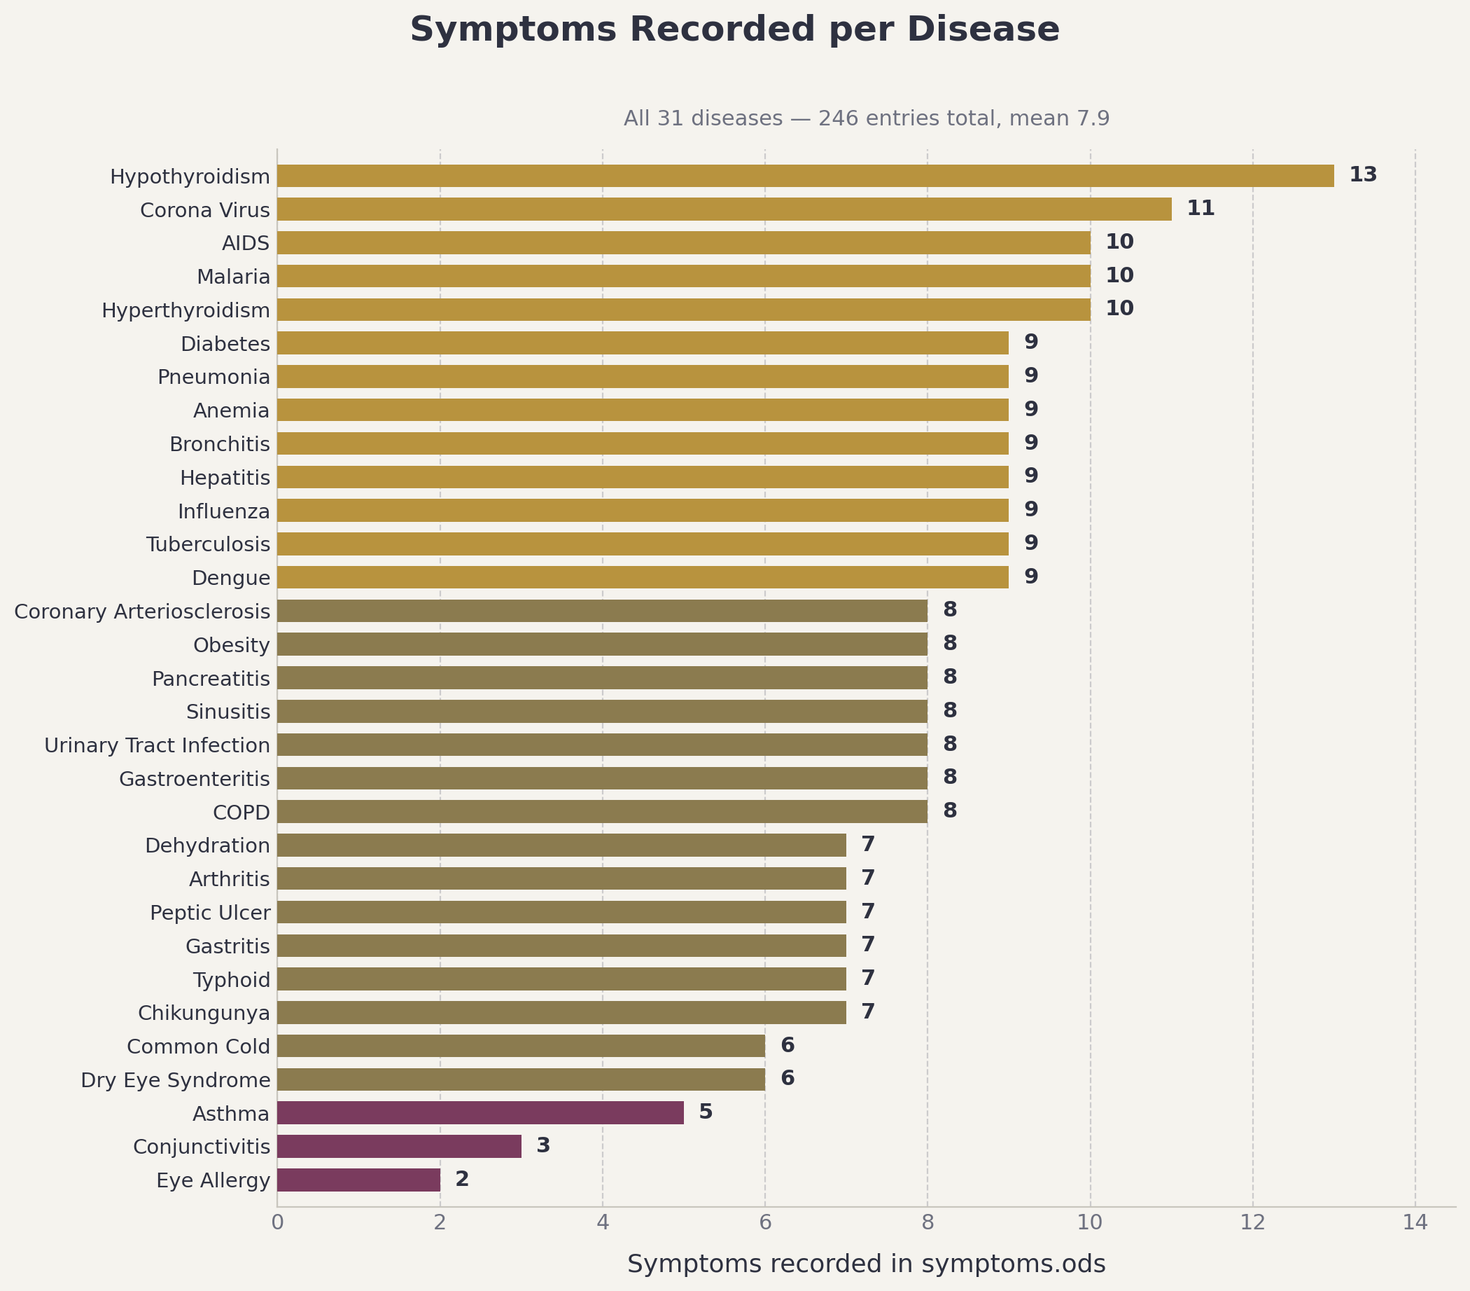 Symptoms Recorded per Disease
All 31 diseases — 246 entries total, mean 7.9
Hypothyroidism 13
Corona Virus 11
AIDS 10
Malaria 10
Hyperthyroidism 10
Diabetes 9
Pneumonia 9
Anemia 9
Bronchitis 9
Hepatitis 9
Influenza 9
Tuberculosis 9
Dengue 9
Coronary Arteriosclerosis 8
Obesity 8
Pancreatitis 8
Sinusitis 8
Urinary Tract Infection 8
Gastroenteritis 8
COPD 8
Dehydration 7
Arthritis 7
Peptic Ulcer 7
Gastritis 7
Typhoid 7
Chikungunya 7
Common Cold 6
Dry Eye Syndrome 6
Asthma 5
Conjunctivitis 3
Eye Allergy 2
0 2 4 6 8 10 12 14
Symptoms recorded in symptoms.ods